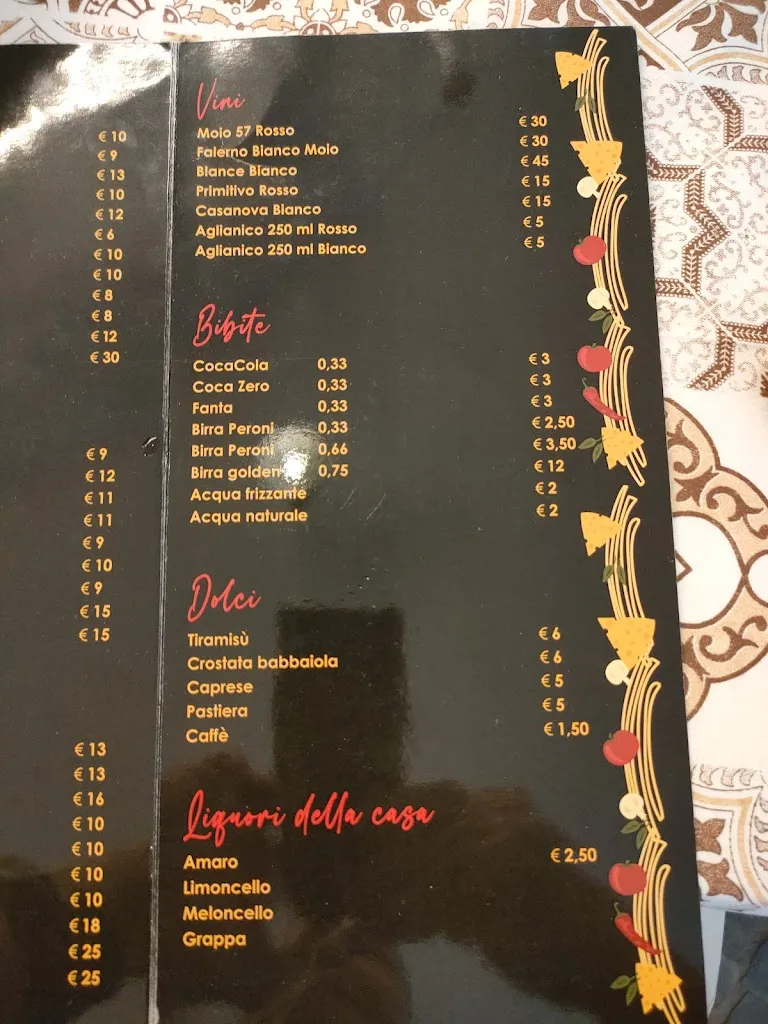 € 10
€ 9
€ 13
€ 10
€ 12
€ 6
€ 10
€ 10
€ 8
€ 8
€ 12
€ 30
€ 9
€ 12
€ 11
€ 11
€ 9
€ 10
€ 9
€ 15
€ 15
€ 13
€ 13
€ 16
€ 10
€ 10
€ 10
€ 10
€ 18
€ 25
€ 25
Vini
Moio 57 Rosso € 30
Falerno Bianco Moio € 30
Biance Bianco € 45
Primitivo Rosso € 15
Casanova Bianco € 15
Aglianico 250 ml Rosso € 5
Aglianico 250 ml Bianco € 5
Bibite
CocaCola 0,33 € 3
Coca Zero 0,33 € 3
Fanta 0,33 € 3
Birra Peroni 0,33 € 2,50
Birra Peroni 0,66 € 3,50
Birra golden 0,75 € 12
Acqua frizzante € 2
Acqua naturale € 2
Dolci
Tiramisù € 6
Crostata babbaiola € 6
Caprese € 5
Pastiera € 5
Caffè € 1,50
Liquori della casa
Amaro € 2,50
Limoncello
Meloncello
Grappa